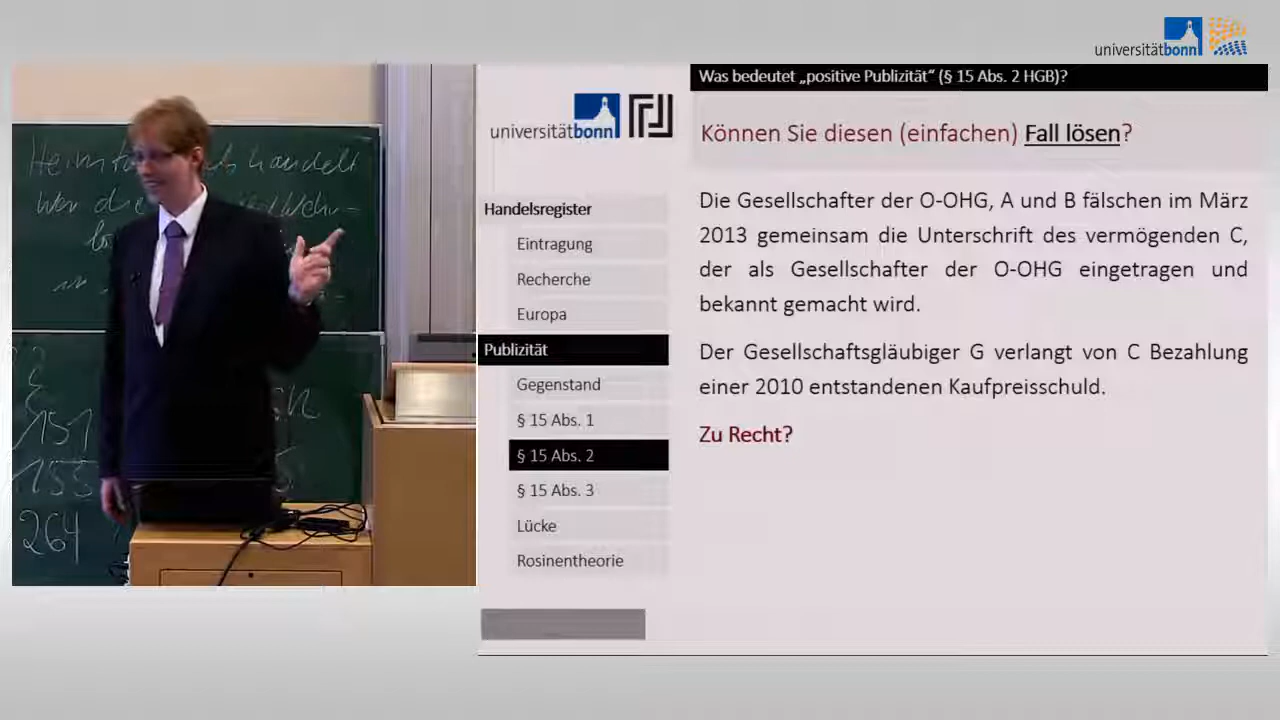 universitätbonn
Was bedeutet „positive Publizität“ (§ 15 Abs. 2 HGB)?
universitätbonn
Können Sie diesen (einfachen) Fall lösen?
Handelsregister
Eintragung
Recherche
Europa
Publizität
Gegenstand
§ 15 Abs. 1
§ 15 Abs. 2
§ 15 Abs. 3
Lücke
Rosinentheorie
Die Gesellschafter der O-OHG, A und B fälschen im März
2013 gemeinsam die Unterschrift des vermögenden C,
der als Gesellschafter der O-OHG eingetragen und
bekannt gemacht wird.
Der Gesellschaftsgläubiger G verlangt von C Bezahlung
einer 2010 entstandenen Kaufpreisschuld.
Zu Recht?
handelt
151
155
264